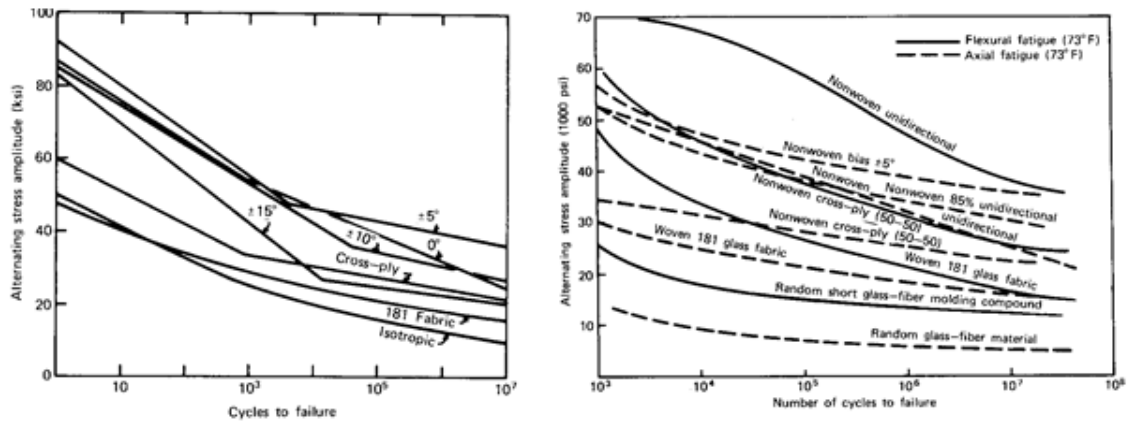 Alternating stress amplitude (ksi)
100
80
60
40
20
0
±15°
±10°
±5°
0°
Cross-ply
181 Fabric
Isotropic
10
10³
10⁵
10⁷
Cycles to failure
Alternating stress amplitude (1000 psi)
70
60
50
40
30
20
10
Flexural fatigue (73°F)
Axial fatigue (73°F)
Nonwoven unidirectional
Nonwoven bias ±5°
Nonwoven 85% unidirectional
Nonwoven unidirectional
Nonwoven cross-ply (50-50)
Nonwoven cross-ply (50-50)
Woven 181 glass fabric
Woven 181 glass fabric
Random short glass-fiber molding compound
Random glass-fiber material
10³
10⁴
10⁵
10⁶
10⁷
10⁸
Number of cycles to failure